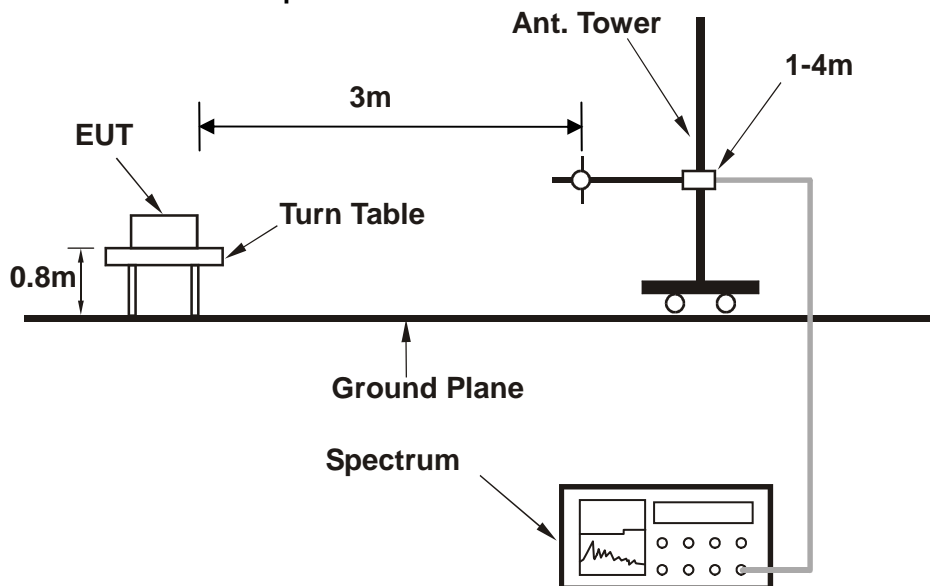 Ant. Tower
1-4m
3m
EUT
Turn Table
0.8m
Ground Plane
Spectrum